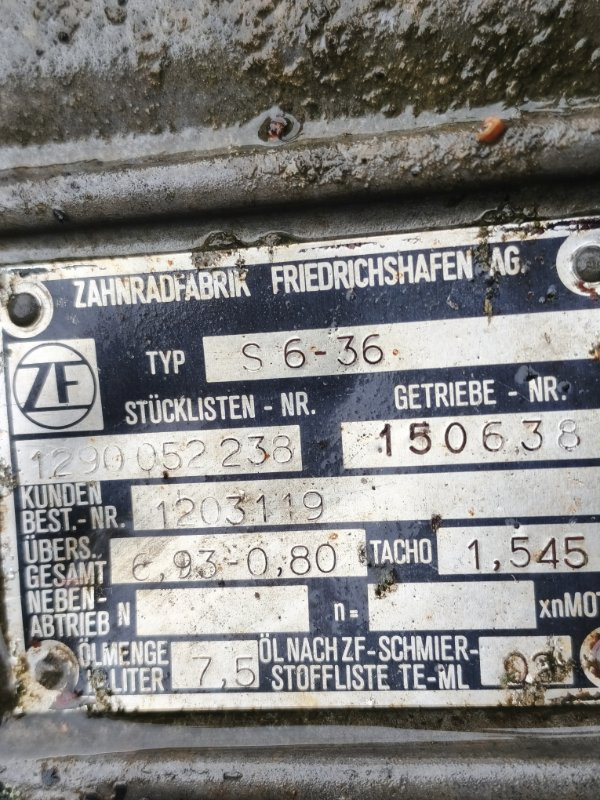 ZAHNRADFABRIK FRIEDRICHSHAFEN AG.
ZF
TYP S 6-36
STÜCKLISTEN - NR. GETRIEBE - NR.
1290 052 238 150638
KUNDEN
BEST.-NR. 1203119
ÜBERS.
GESAMT 6,93-0,80 TACHO 1,545
NEBEN-
ABTRIEB N n= xnMOT
ÖLMENGE
LITER 7,5
ÖL NACH ZF-SCHMIER-
STOFFLISTE TE-ML 02